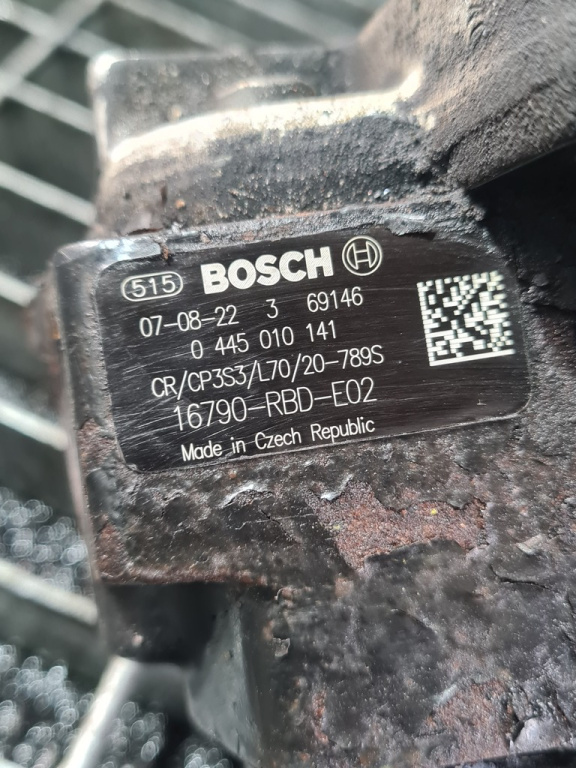 515 BOSCH
07-08-22 3 69146
0 445 010 141
CR/CP3S3/L70/20-789S
16790-RBD-E02
Made in Czech Republic